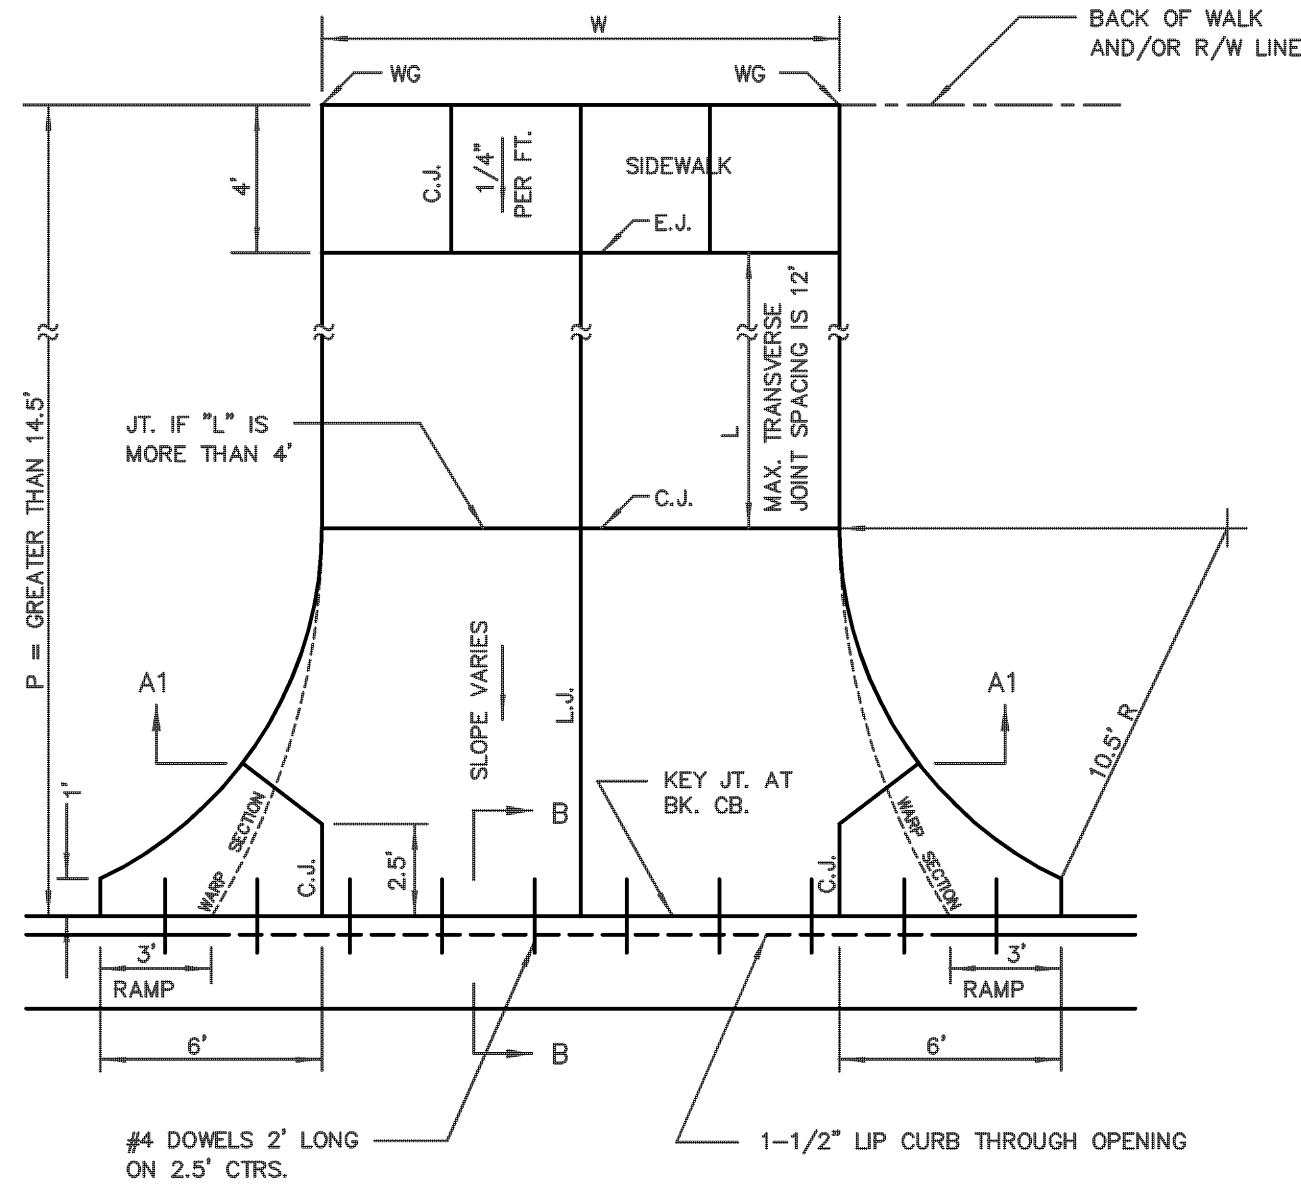 BACK OF WALK
AND/OR R/W LINE
W
WG
WG
4'
C.J.
1/4"
PER FT.
SIDEWALK
E.J.
P = GREATER THAN 14.5'
JT. IF "L" IS
MORE THAN 4'
L
MAX. TRANSVERSE
JOINT SPACING IS 12'
C.J.
A1
A1
SLOPE VARIES
L.J.
10.5' R
1'
KEY JT. AT
BK. CB.
B
WARP SECTION
C.J.
2.5'
C.J.
WARP SECTION
3'
RAMP
3'
RAMP
6'
B
6'
#4 DOWELS 2' LONG
ON 2.5' CTRS.
1-1/2" LIP CURB THROUGH OPENING